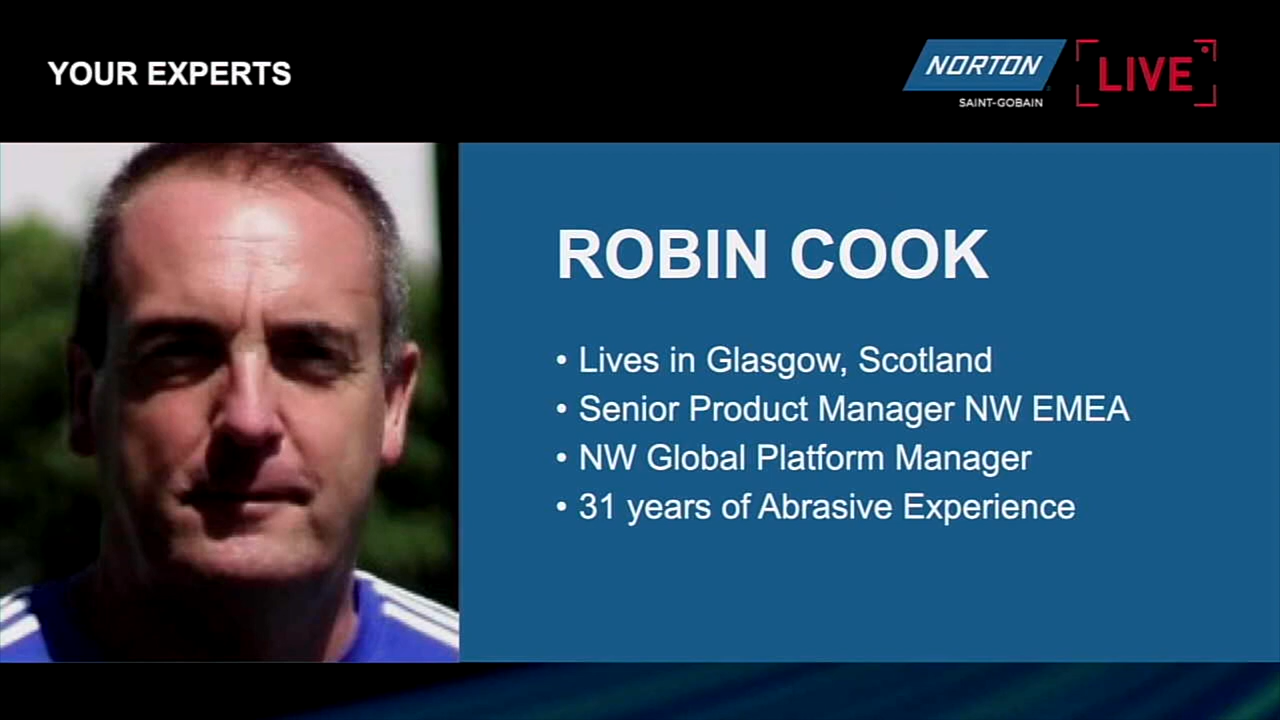 YOUR EXPERTS
NORTON
SAINT-GOBAIN
LIVE
ROBIN COOK
• Lives in Glasgow, Scotland
• Senior Product Manager NW EMEA
• NW Global Platform Manager
• 31 years of Abrasive Experience